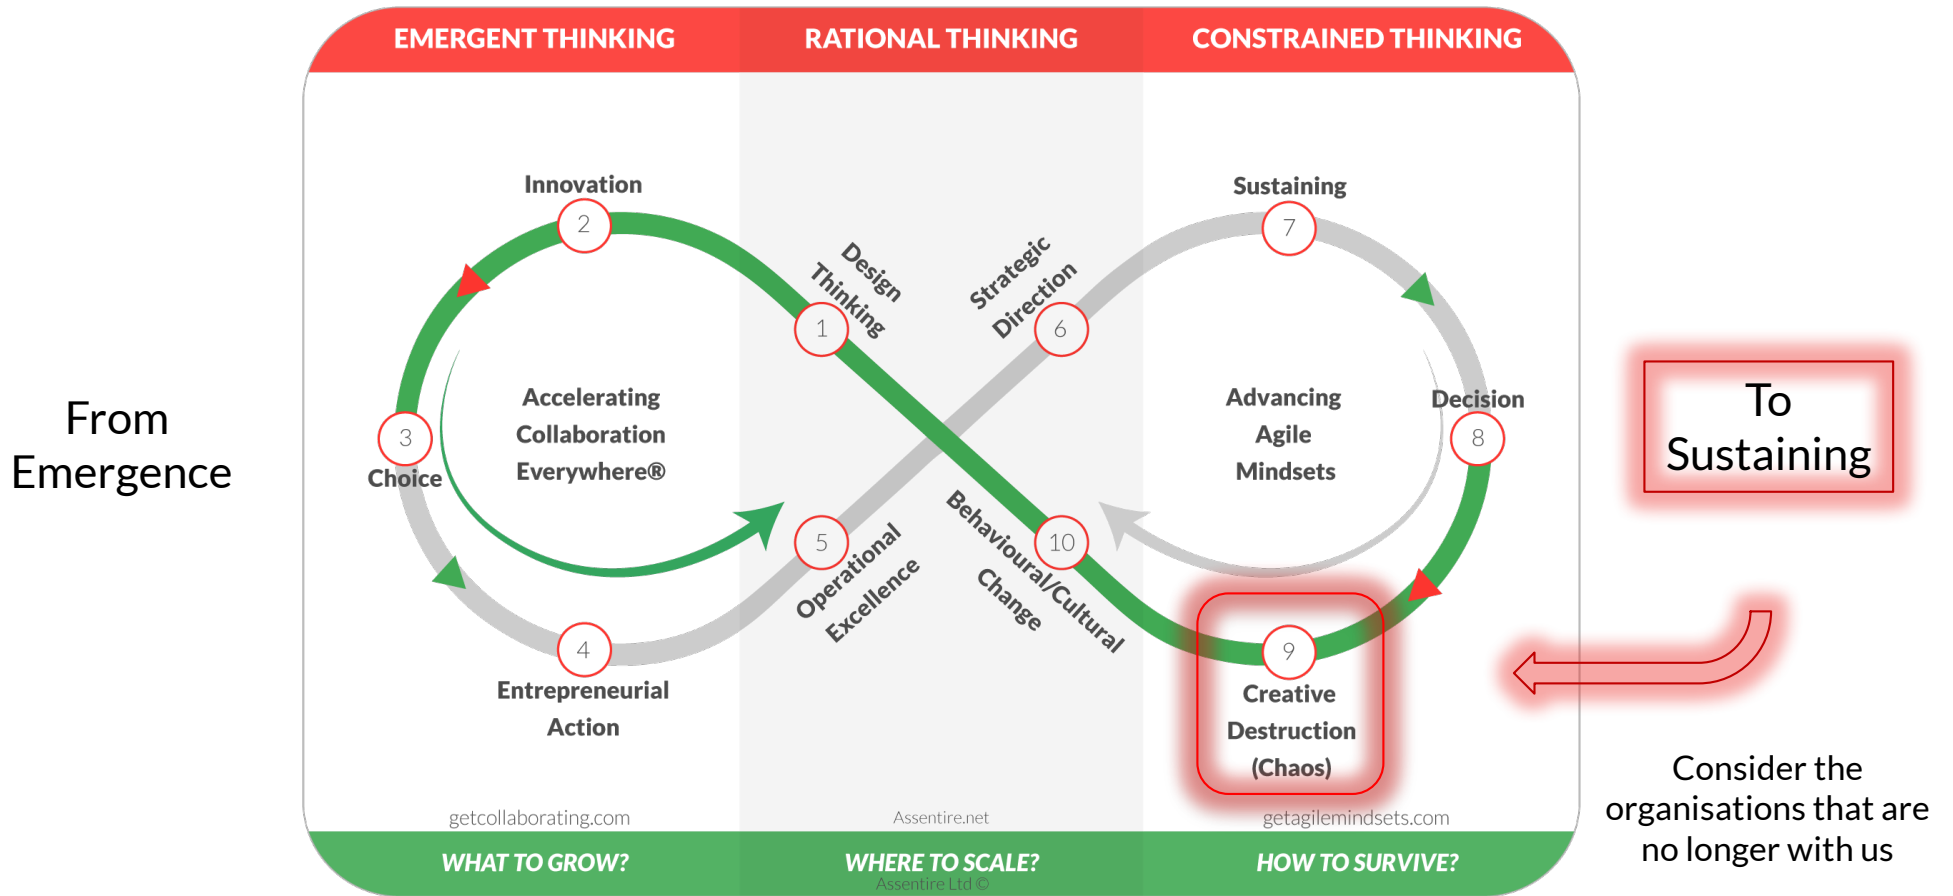 EMERGENT THINKING
RATIONAL THINKING
CONSTRAINED THINKING
Innovation
2
Design
Thinking
1
Strategic
Direction
6
Sustaining
7
From
Emergence
3
Choice
Accelerating
Collaboration
Everywhere®
Advancing
Agile
Mindsets
Decision
8
To
Sustaining
5
Operational
Excellence
Behavioural/Cultural
Change
10
4
Entrepreneurial
Action
9
Creative
Destruction
(Chaos)
Consider the
organisations that are
no longer with us
getcollaborating.com
Assentire.net
getagilemindsets.com
WHAT TO GROW?
WHERE TO SCALE?
HOW TO SURVIVE?
Assentire Ltd ©